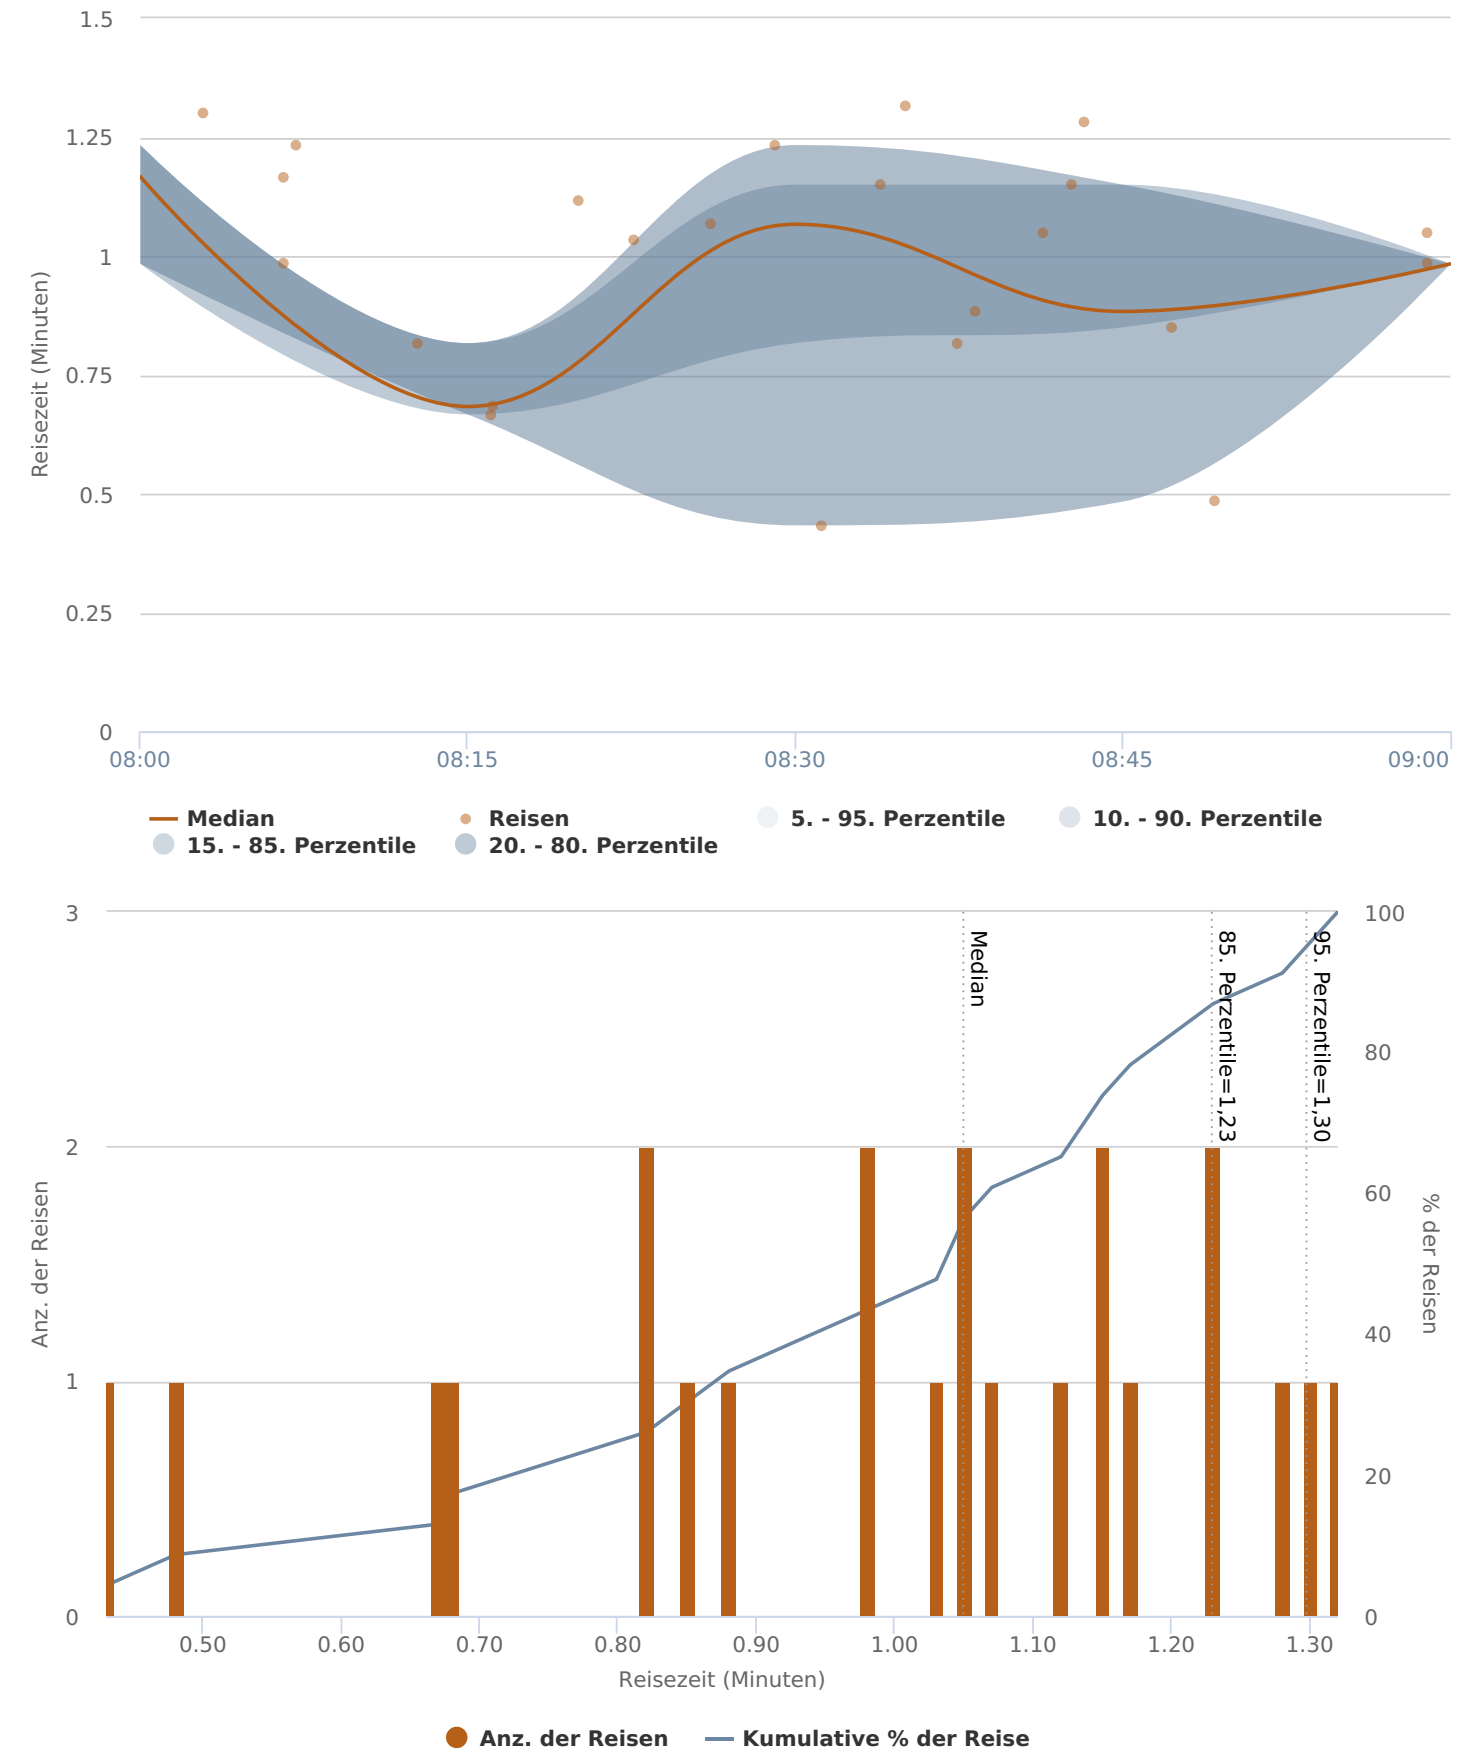 1.5
1.25
1
0.75
0.5
0.25
0
Reisezeit (Minuten)
08:00 08:15 08:30 08:45 09:00
Median Reisen 5. - 95. Perzentile 10. - 90. Perzentile
15. - 85. Perzentile 20. - 80. Perzentile
3
2
1
0
Anz. der Reisen
Median
85. Perzentile=1,23
95. Perzentile=1,30
100
80
60
40
20
0
% der Reisen
0.50 0.60 0.70 0.80 0.90 1.00 1.10 1.20 1.30
Reisezeit (Minuten)
Anz. der Reisen Kumulative % der Reise